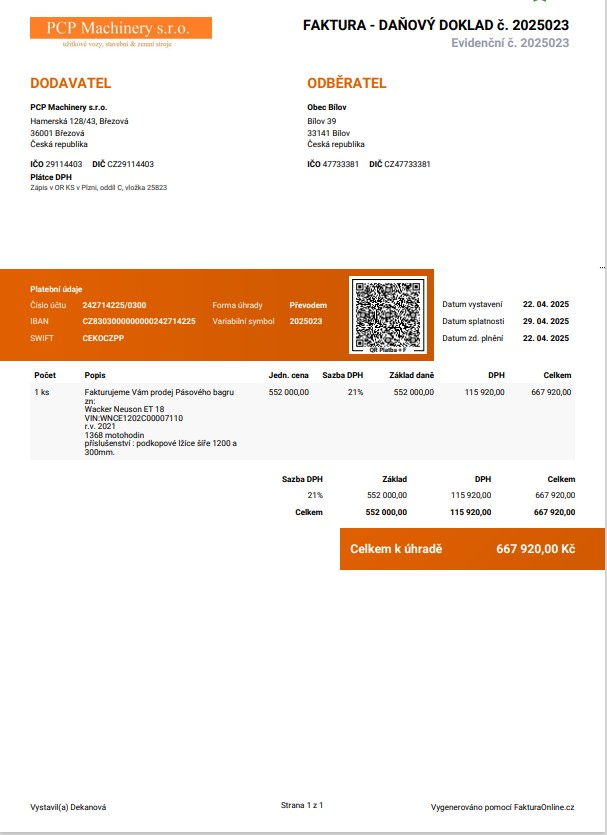 PCP Machinery s.r.o.
užitkové vozy, stavební & zemní stroje
FAKTURA - DAŇOVÝ DOKLAD č. 2025023
Evidenční č. 2025023
DODAVATEL
PCP Machinery s.r.o.
Hamerská 128/43, Březová
36001 Březová
Česká republika
IČO 29114403 DIČ CZ29114403
Plátce DPH
Zápis v OR KS v Plzni, oddíl C, vložka 25823
ODBĚRATEL
Obec Bílov
Bílov 39
33141 Bílov
Česká republika
IČO 47733381 DIČ CZ47733381
Platební údaje
Číslo účtu 242714225/0300 Forma úhrady Převodem
IBAN CZ8303000000000242714225 Variabilní symbol 2025023
SWIFT CEKOCZPP
QR Platba + F
Datum vystavení 22. 04. 2025
Datum splatnosti 29. 04. 2025
Datum zd. plnění 22. 04. 2025
Počet Popis Jedn. cena Sazba DPH Základ daně DPH Celkem
1 ks Fakturujeme Vám prodej Pásového bagru 552 000,00 21% 552 000,00 115 920,00 667 920,00
zn:
Wacker Neuson ET 18
VIN:WNCE1202C00007110
r.v. 2021
1368 motohodin
příslušenství : podkopové lžíce šíře 1200 a
300mm.
Sazba DPH Základ DPH Celkem
21% 552 000,00 115 920,00 667 920,00
Celkem 552 000,00 115 920,00 667 920,00
Celkem k úhradě 667 920,00 Kč
Vystavil(a) Dekanová
Strana 1 z 1
Vygenerováno pomocí FakturaOnline.cz